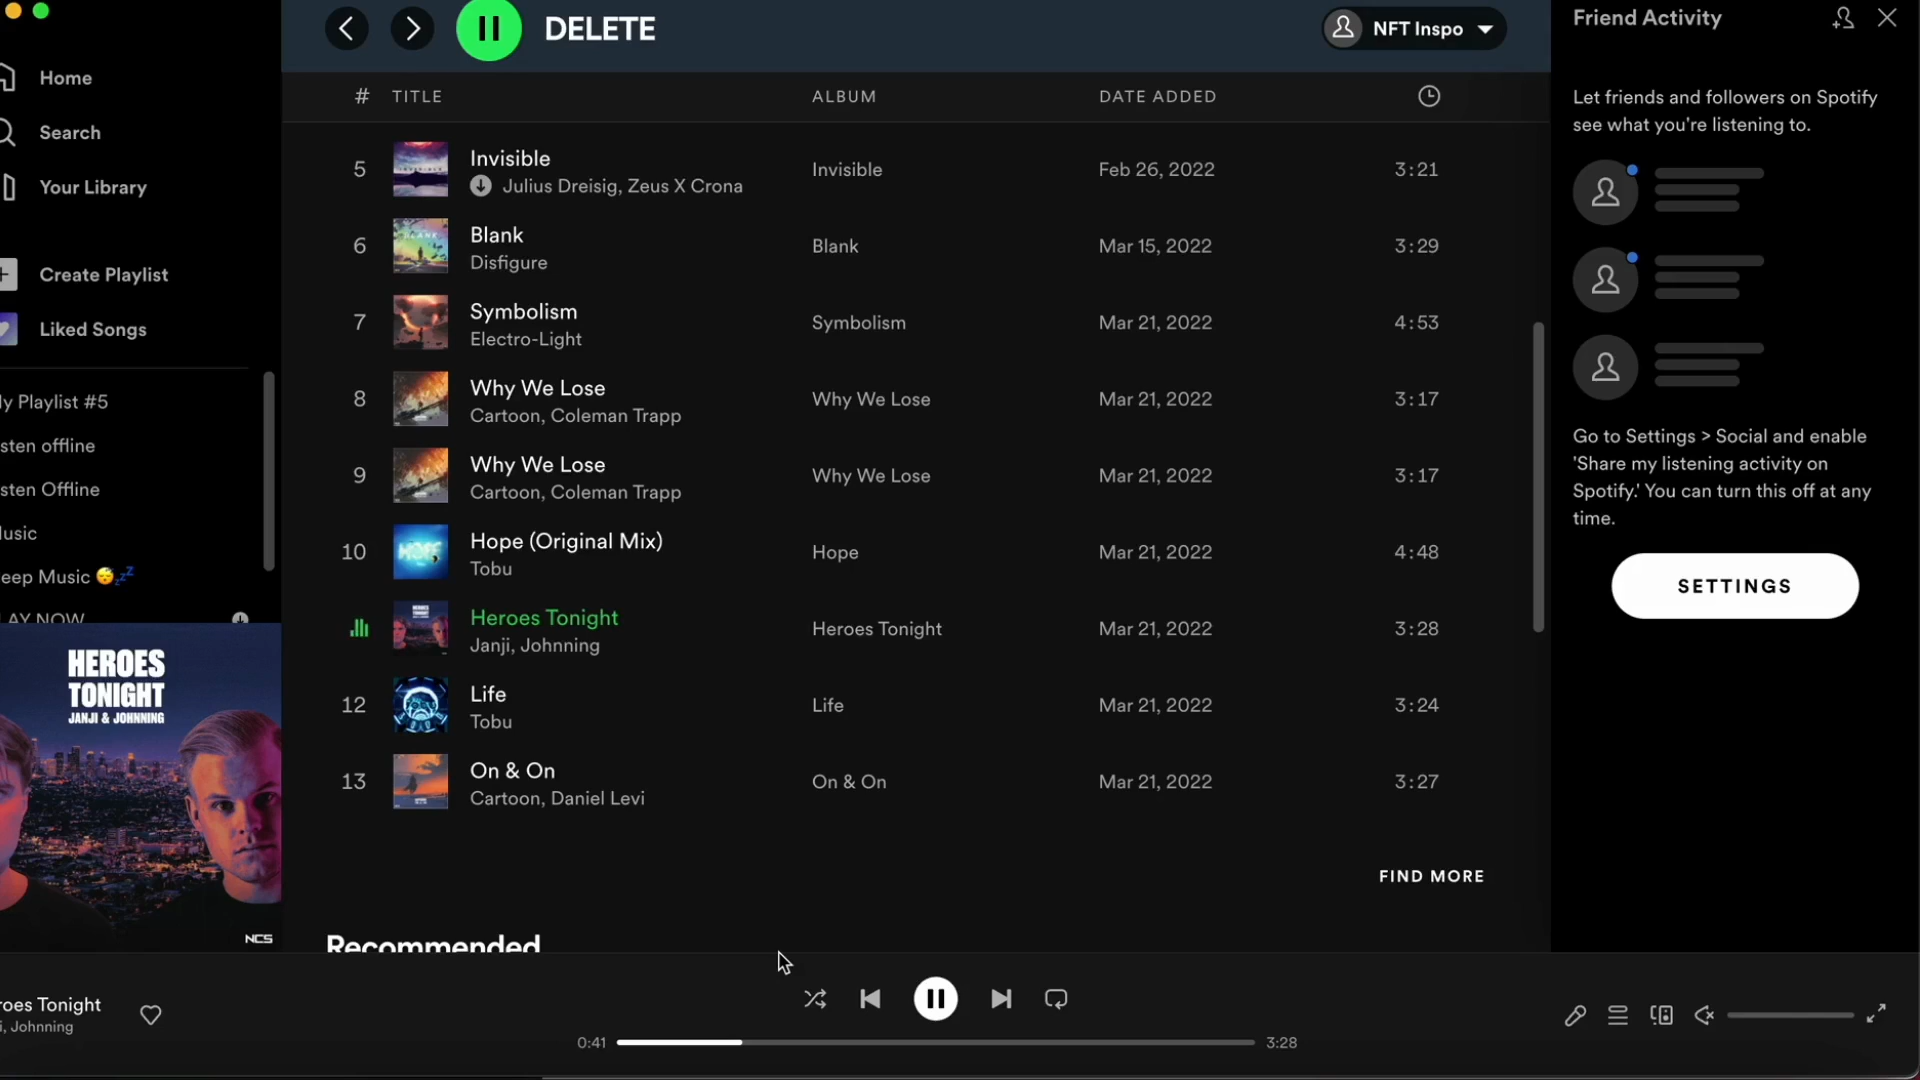 DELETE
NFT Inspo
Friend Activity
Home
Search
Your Library
Create Playlist
Liked Songs
y Playlist #5
sten offline
sten Offline
usic
eep Music 😴💤
LAY NOW
# TITLE ALBUM DATE ADDED
5 Invisible Invisible Feb 26, 2022 3:21
Julius Dreisig, Zeus X Crona
6 Blank Blank Mar 15, 2022 3:29
Disfigure
7 Symbolism Symbolism Mar 21, 2022 4:53
Electro-Light
8 Why We Lose Why We Lose Mar 21, 2022 3:17
Cartoon, Coleman Trapp
9 Why We Lose Why We Lose Mar 21, 2022 3:17
Cartoon, Coleman Trapp
10 Hope (Original Mix) Hope Mar 21, 2022 4:48
Tobu
Heroes Tonight Heroes Tonight Mar 21, 2022 3:28
Janji, Johnning
12 Life Life Mar 21, 2022 3:24
Tobu
13 On & On On & On Mar 21, 2022 3:27
Cartoon, Daniel Levi
FIND MORE
Recommended
Let friends and followers on Spotify
see what you're listening to.
Go to Settings > Social and enable
'Share my listening activity on
Spotify.' You can turn this off at any
time.
SETTINGS
HEROES
TONIGHT
JANJI & JOHNNING
NCS
roes Tonight
i, Johnning
0:41 3:28